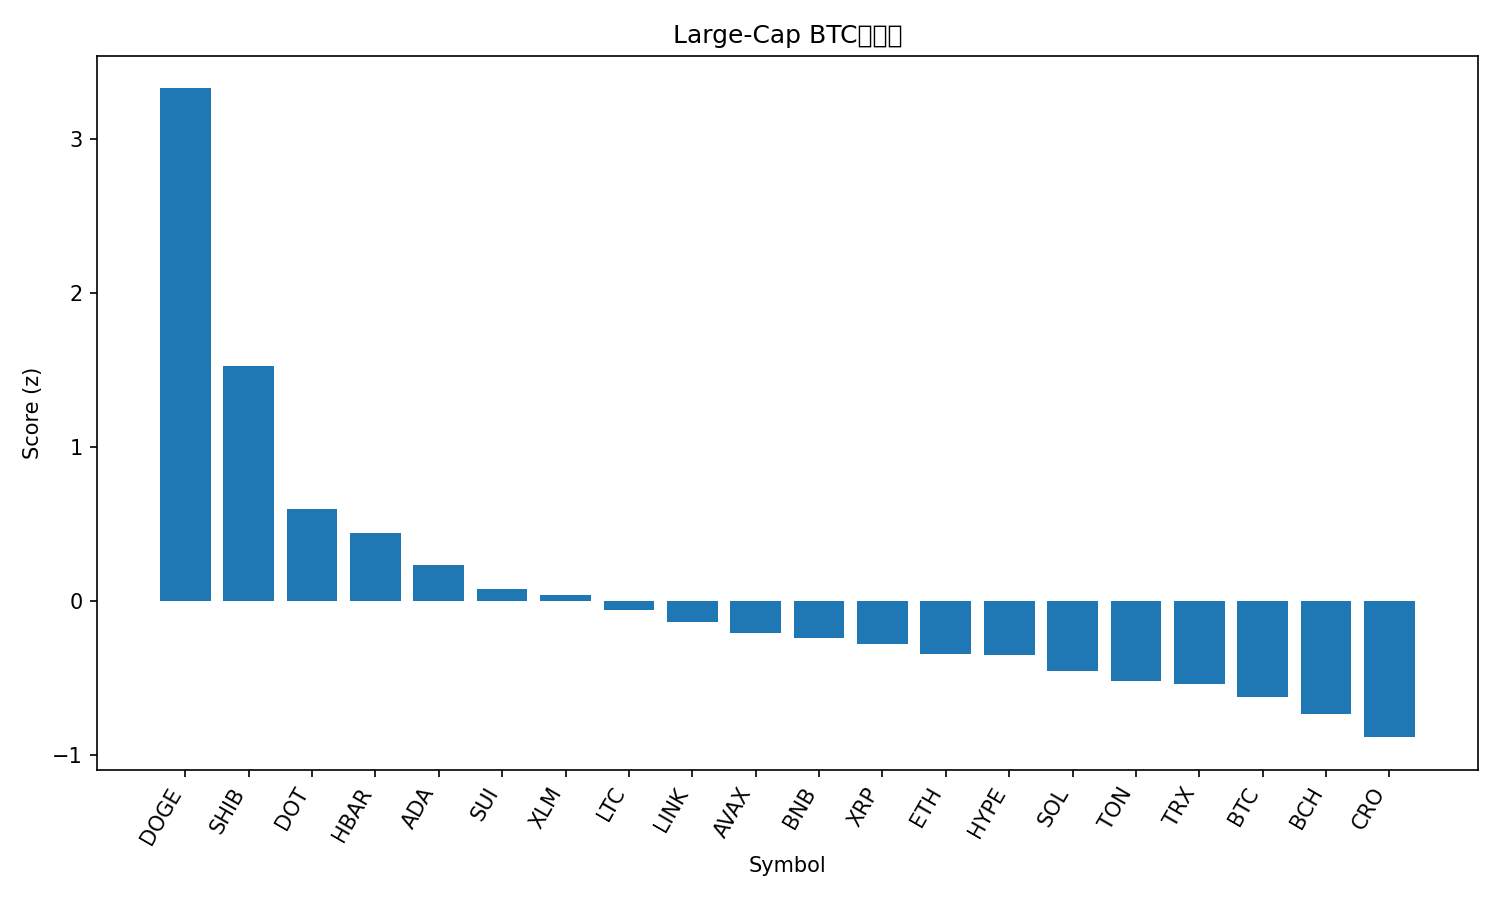 Large-Cap BTC
Score (z)
3
2
1
0
−1
DOGE
SHIB
DOT
HBAR
ADA
SUI
XLM
LTC
LINK
AVAX
BNB
XRP
ETH
HYPE
SOL
TON
TRX
BTC
BCH
CRO
Symbol